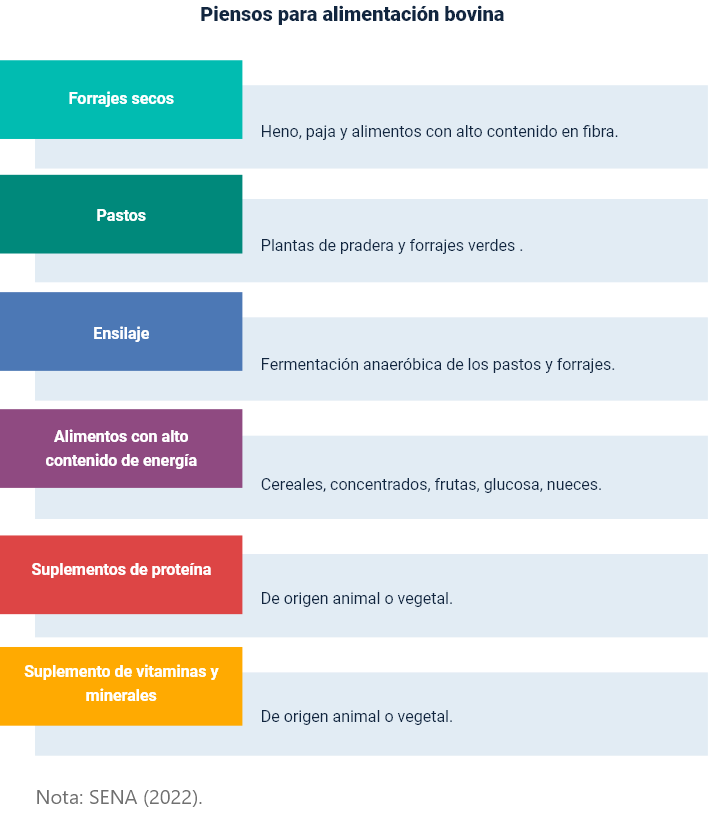 Piensos para alimentación bovina
Forrajes secos
Heno, paja y alimentos con alto contenido en fibra.
Pastos
Plantas de pradera y forrajes verdes .
Ensilaje
Fermentación anaeróbica de los pastos y forrajes.
Alimentos con alto
contenido de energía
Cereales, concentrados, frutas, glucosa, nueces.
Suplementos de proteína
De origen animal o vegetal.
Suplemento de vitaminas y
minerales
De origen animal o vegetal.
Nota: SENA (2022).